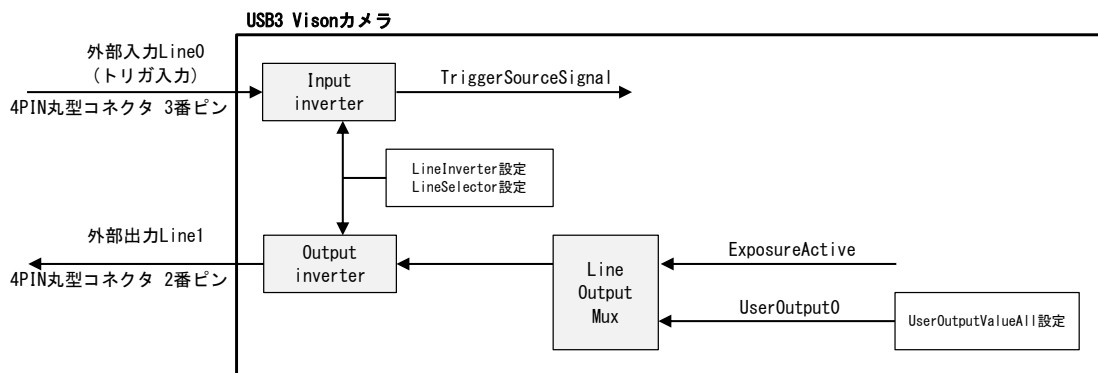 USB3 Visonカメラ
外部入力Line0
（トリガ入力）
4PIN丸型コネクタ 3番ピン
Input
inverter
TriggerSourceSignal
LineInverter設定
LineSelector設定
外部出力Line1
4PIN丸型コネクタ 2番ピン
Output
inverter
Line
Output
Mux
ExposureActive
UserOutput0
UserOutputValueAll設定